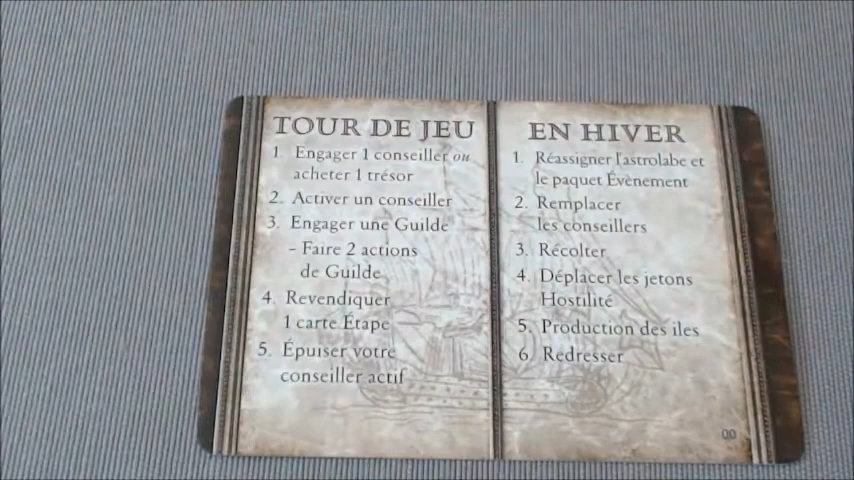 TOUR DE JEU
1. Engager 1 conseiller ou
acheter 1 trésor
2. Activer un conseiller
3. Engager une Guilde
- Faire 2 actions
de Guilde
4. Revendiquer
1 carte Étape
5. Épuiser votre
conseiller actif
EN HIVER
1. Réassigner l'astrolabe et
le paquet Évènement
2. Remplacer
les conseillers
3. Récolter
4. Déplacer les jetons
Hostilité
5. Production des iles
6. Redresser
00